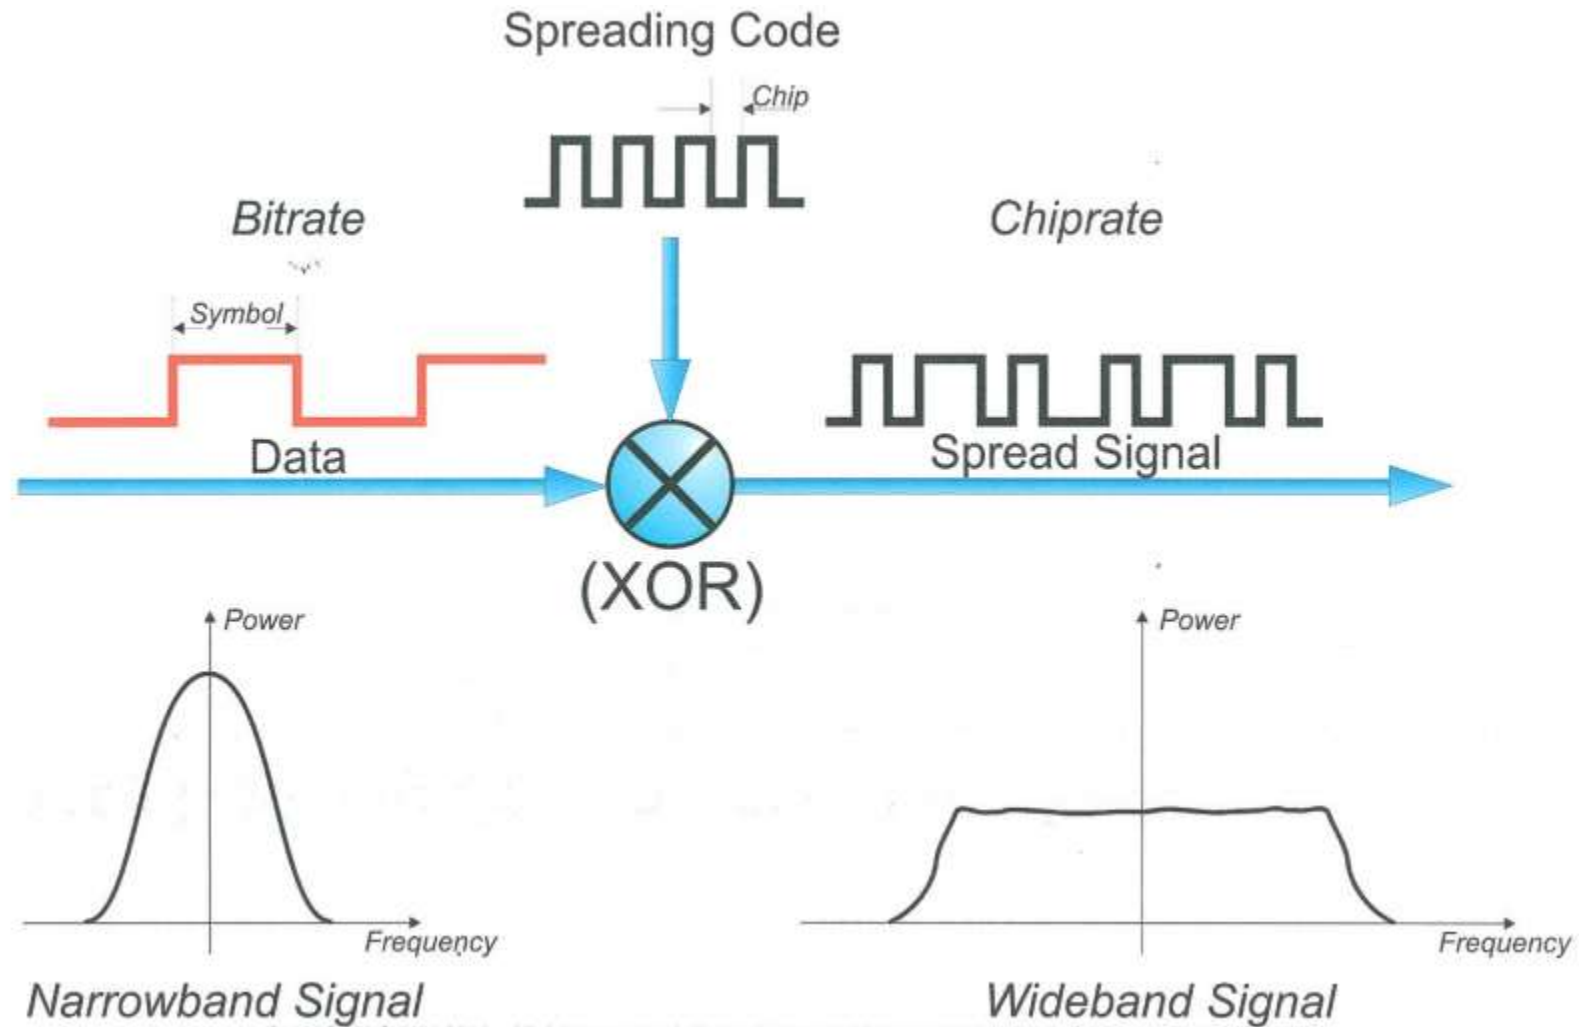 Spreading Code
Chip
Bitrate
Chiprate
Symbol
Data
Spread Signal
(XOR)
Power
Power
Frequency
Frequency
Narrowband Signal
Wideband Signal